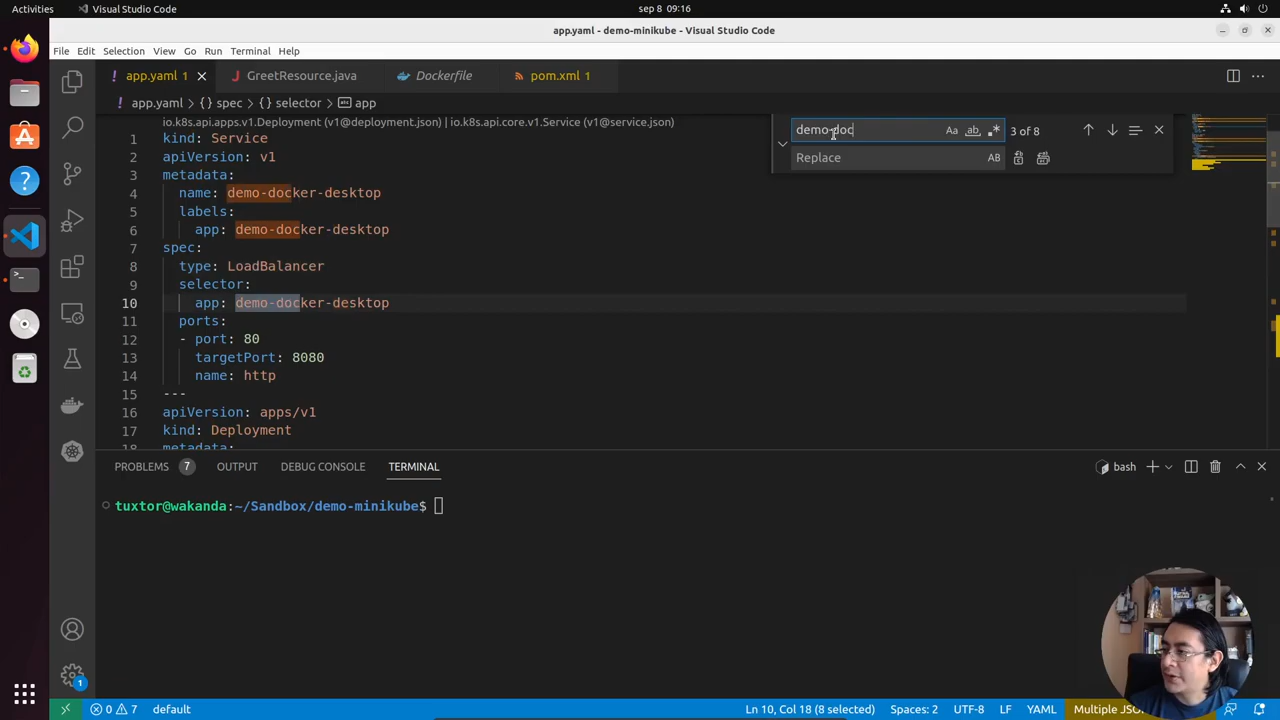 Activities
Visual Studio Code
sep 8 09:16
app.yaml - demo-minikube - Visual Studio Code
File Edit Selection View Go Run Terminal Help
! app.yaml 1
J GreetResource.java
Dockerfile
pom.xml 1
! app.yaml > {} spec > {} selector > abc app
io.k8s.api.apps.v1.Deployment (v1@deployment.json) | io.k8s.api.core.v1.Service (v1@service.json)
demo-doc Aa ab 3 of 8
Replace AB
1 kind: Service
2 apiVersion: v1
3 metadata:
4 name: demo-docker-desktop
5 labels:
6 app: demo-docker-desktop
7 spec:
8 type: LoadBalancer
9 selector:
10 app: demo-docker-desktop
11 ports:
12 - port: 80
13 targetPort: 8080
14 name: http
15 ---
16 apiVersion: apps/v1
17 kind: Deployment
18 metadata:
PROBLEMS 7 OUTPUT DEBUG CONSOLE TERMINAL
bash
tuxtor@wakanda:~/Sandbox/demo-minikube$
1
0 7 default
Ln 10, Col 18 (8 selected) Spaces: 2 UTF-8 LF YAML Multiple JSO